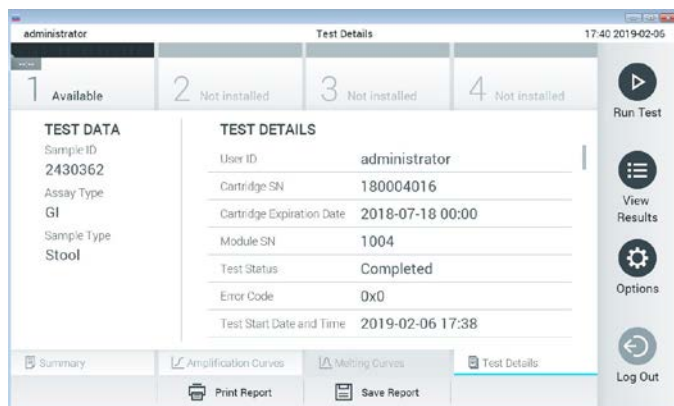 administrator Test Details 17:40 2019-02-06
1 Available 2 Not installed 3 Not installed 4 Not installed
Run Test
TEST DATA
Sample ID
2430362
Assay Type
GI
Sample Type
Stool
TEST DETAILS
User ID administrator
Cartridge SN 180004016
Cartridge Expiration Date 2018-07-18 00:00
Module SN 1004
Test Status Completed
Error Code 0x0
Test Start Date and Time 2019-02-06 17:38
View
Results
Options
Log Out
Summary Amplification Curves Melting Curves Test Details
Print Report Save Report